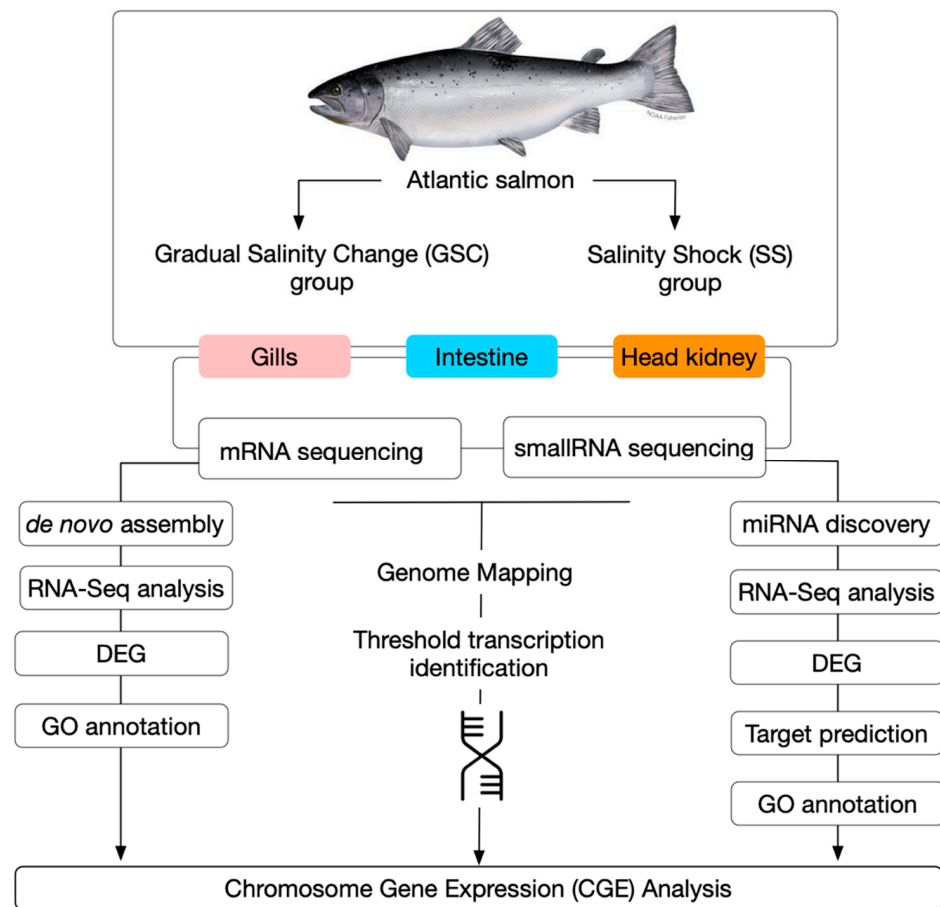 NOAA Fisheries
Atlantic salmon
Gradual Salinity Change (GSC)
group
Salinity Shock (SS)
group
Gills
Intestine
Head kidney
mRNA sequencing
smallRNA sequencing
de novo assembly
RNA-Seq analysis
DEG
GO annotation
Genome Mapping
Threshold transcription
identification
miRNA discovery
RNA-Seq analysis
DEG
Target prediction
GO annotation
Chromosome Gene Expression (CGE) Analysis